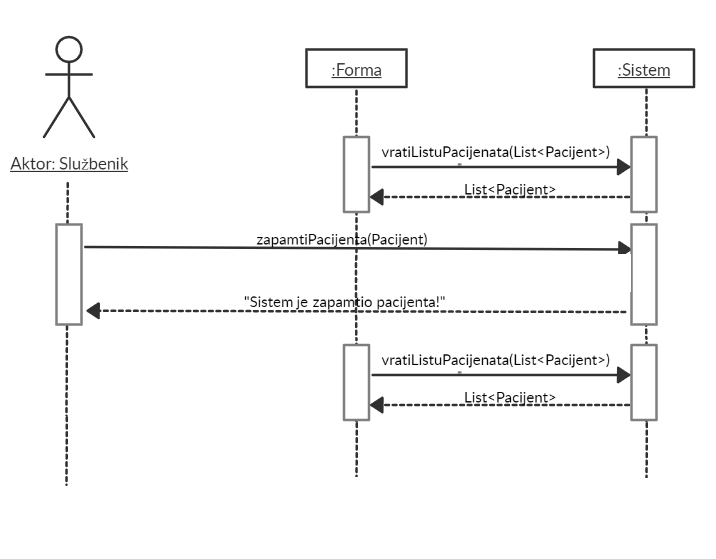 :Forma
:Sistem
Aktor: Službenik
vratiListuPacijenata(List<Pacijent>)
List<Pacijent>
zapamtiPacijenta(Pacijent)
"Sistem je zapamtio pacijenta!"
vratiListuPacijenata(List<Pacijent>)
List<Pacijent>